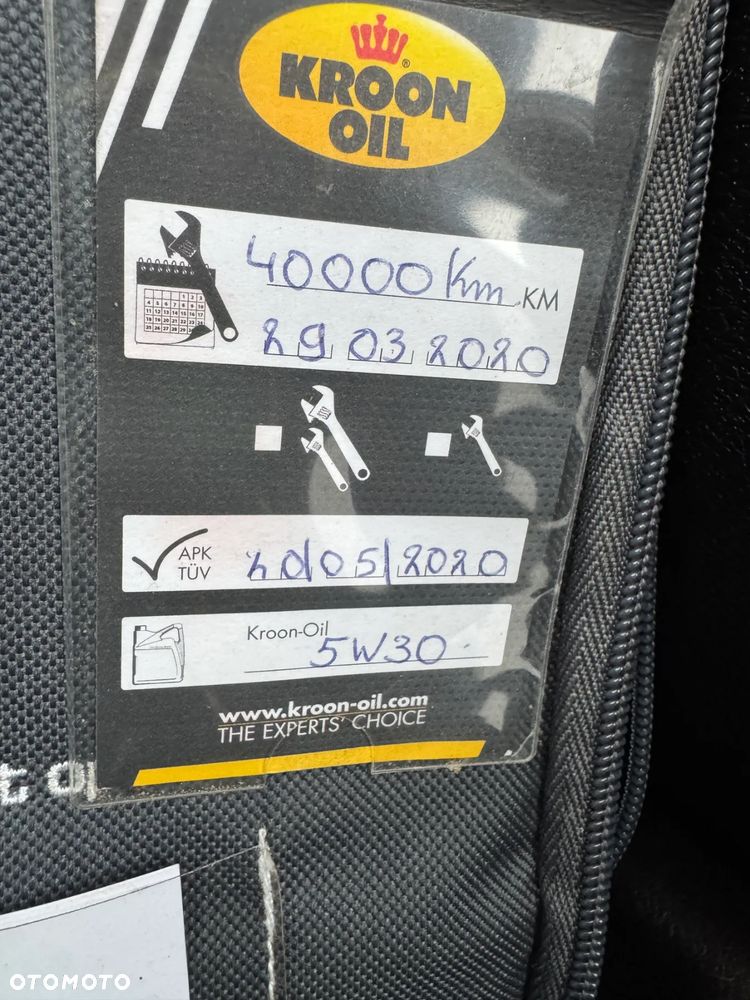 KROON
OIL
®
40000 Km KM
29 03 2020
APK
TÜV
05/2020
Kroon-Oil
5W30
www.kroon-oil.com
THE EXPERTS' CHOICE
OTOMOTO